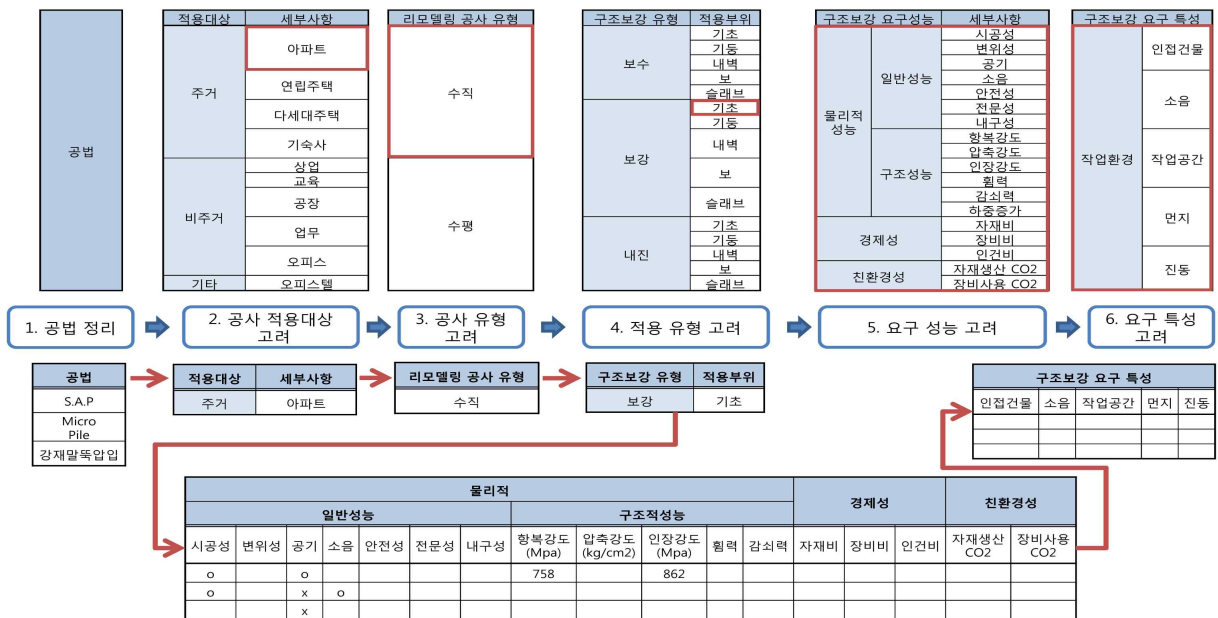 공법
적용대상 세부사항
주거
아파트
연립주택
다세대주택
기숙사
비주거
상업
교육
공장
업무
오피스
기타 오피스텔
리모델링 공사 유형
수직
수평
구조보강 유형 적용부위
보수
기초
기둥
내벽
보
슬래브
보강
기초
기둥
내벽
보
슬래브
내진
기초
기둥
내벽
보
슬래브
구조보강 요구성능 세부사항
물리적
성능
일반성능
시공성
변위성
공기
소음
안전성
전문성
내구성
구조성능
항복강도
압축강도
인장강도
휨력
감쇠력
하중증가
경제성
자재비
장비비
인건비
친환경성
자재생산 CO2
장비사용 CO2
구조보강 요구 특성
작업환경
인접건물
소음
작업공간
먼지
진동
1. 공법 정리
2. 공사 적용대상
고려
3. 공사 유형
고려
4. 적용 유형 고려
5. 요구 성능 고려
6. 요구 특성
고려
공법
S.A.P
Micro
Pile
강재말뚝압입
적용대상 세부사항
주거 아파트
리모델링 공사 유형
수직
구조보강 유형 적용부위
보강 기초
구조보강 요구 특성
인접건물 소음 작업공간 먼지 진동
물리적 경제성 친환경성
일반성능 구조적성능
시공성 변위성 공기 소음 안전성 전문성 내구성 항복강도 (Mpa) 압축강도 (kg/cm2) 인장강도 (Mpa) 휨력 감쇠력 자재비 장비비 인건비 자재생산 CO2 장비사용 CO2
o o 758 862
o x o
x